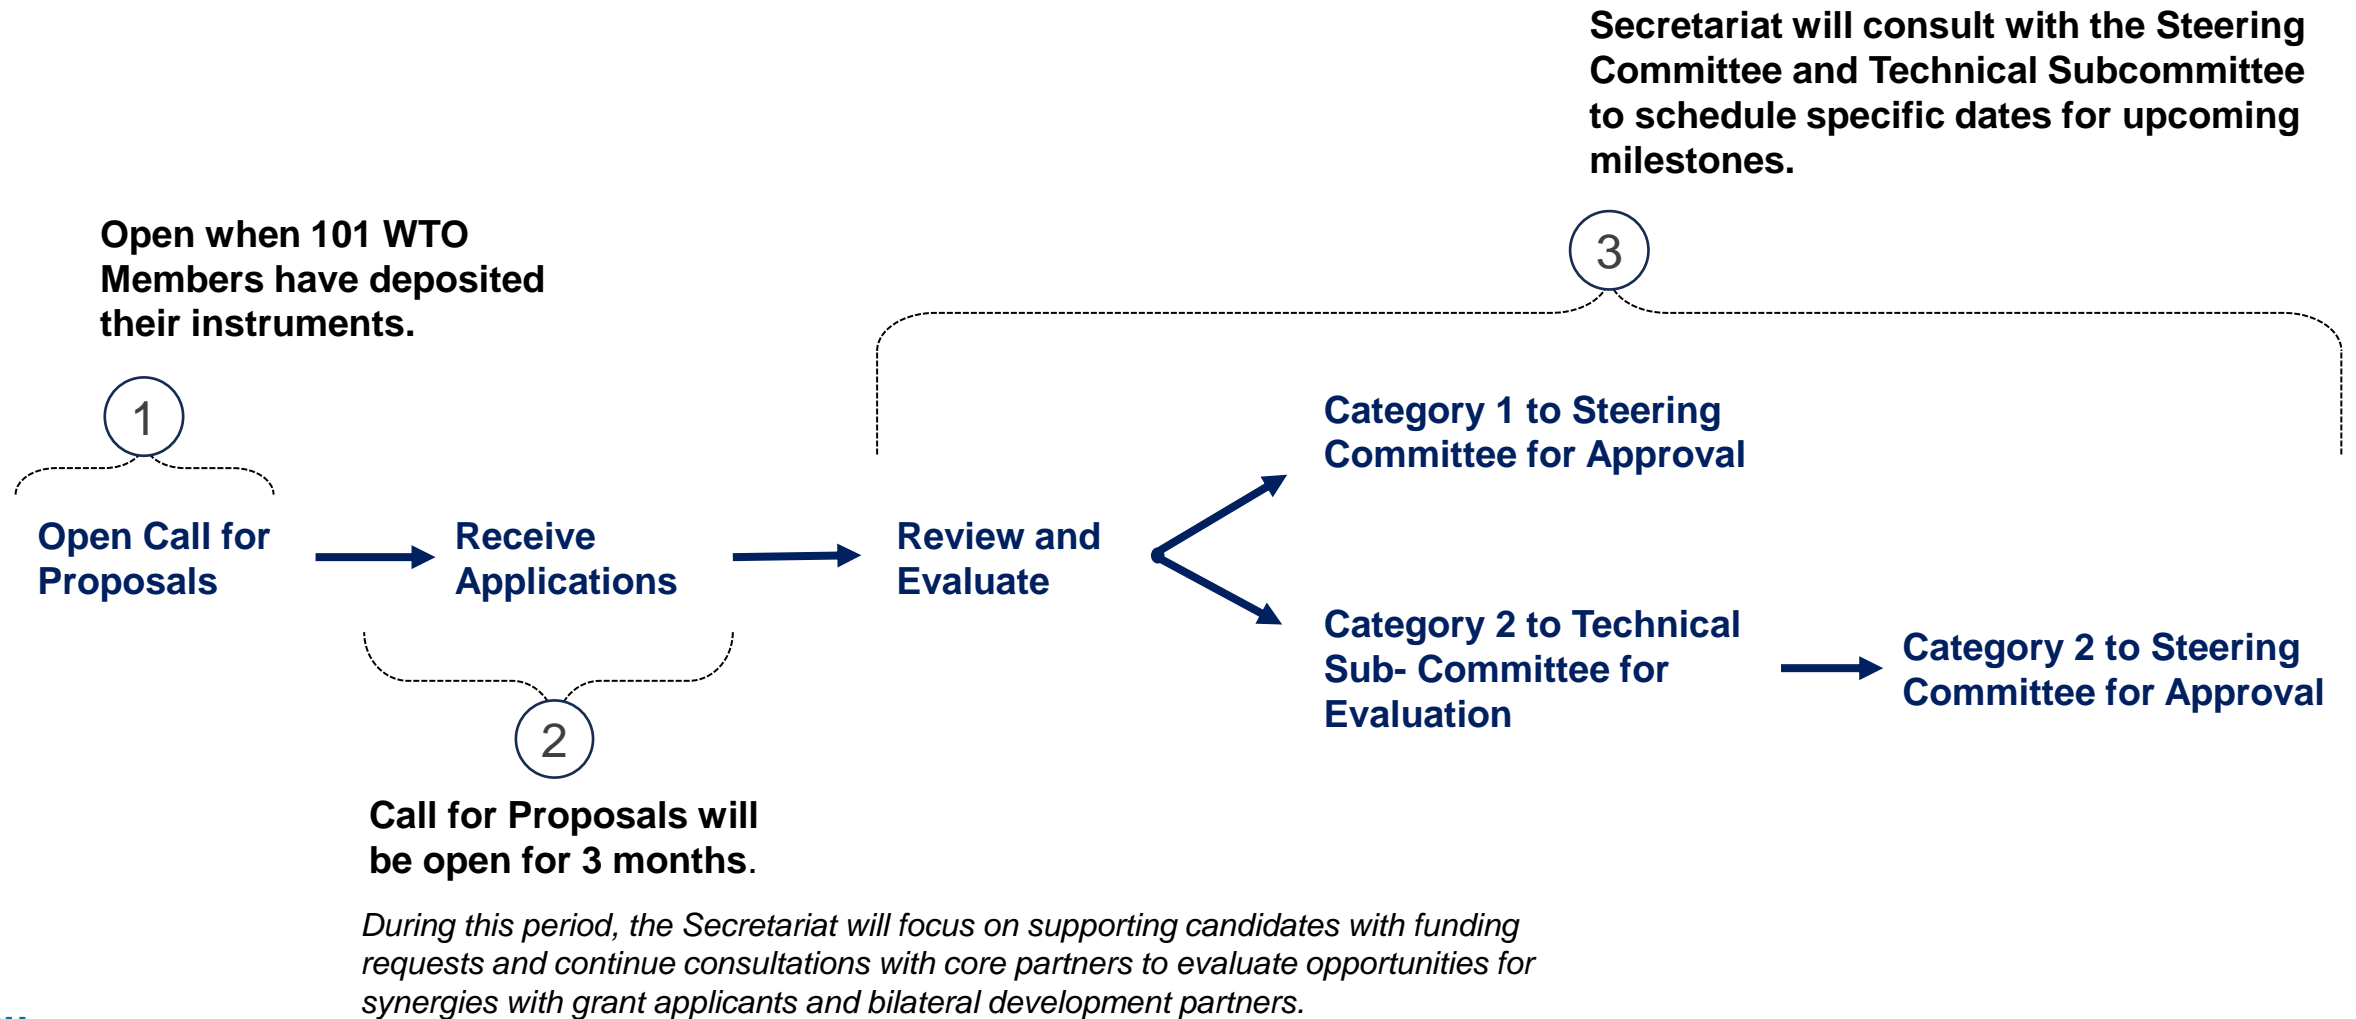 Secretariat will consult with the Steering
Committee and Technical Subcommittee
to schedule specific dates for upcoming
milestones.
3
Open when 101 WTO
Members have deposited
their instruments.
1
Open Call for
Proposals
Receive
Applications
Review and
Evaluate
Category 1 to Steering
Committee for Approval
Category 2 to Technical
Sub- Committee for
Evaluation
Category 2 to Steering
Committee for Approval
2
Call for Proposals will
be open for 3 months.
During this period, the Secretariat will focus on supporting candidates with funding
requests and continue consultations with core partners to evaluate opportunities for
synergies with grant applicants and bilateral development partners.